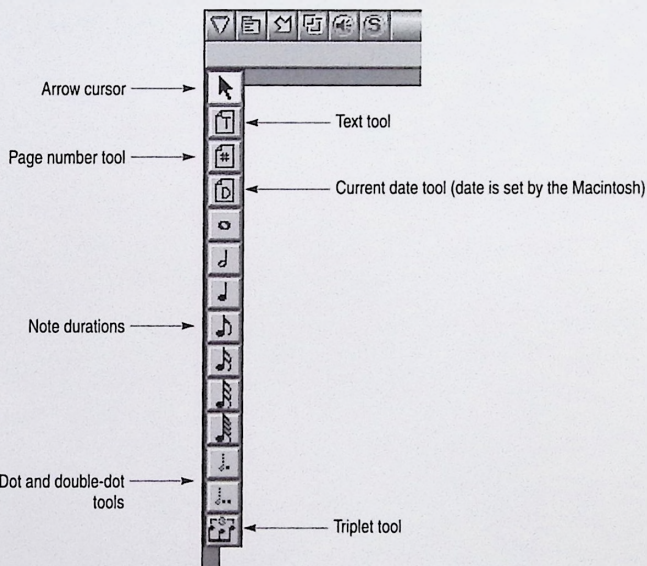 Arrow cursor
Text tool
Page number tool
Current date tool (date is set by the Macintosh)
Note durations
Dot and double-dot
tools
Triplet tool
S
T
#
D
3